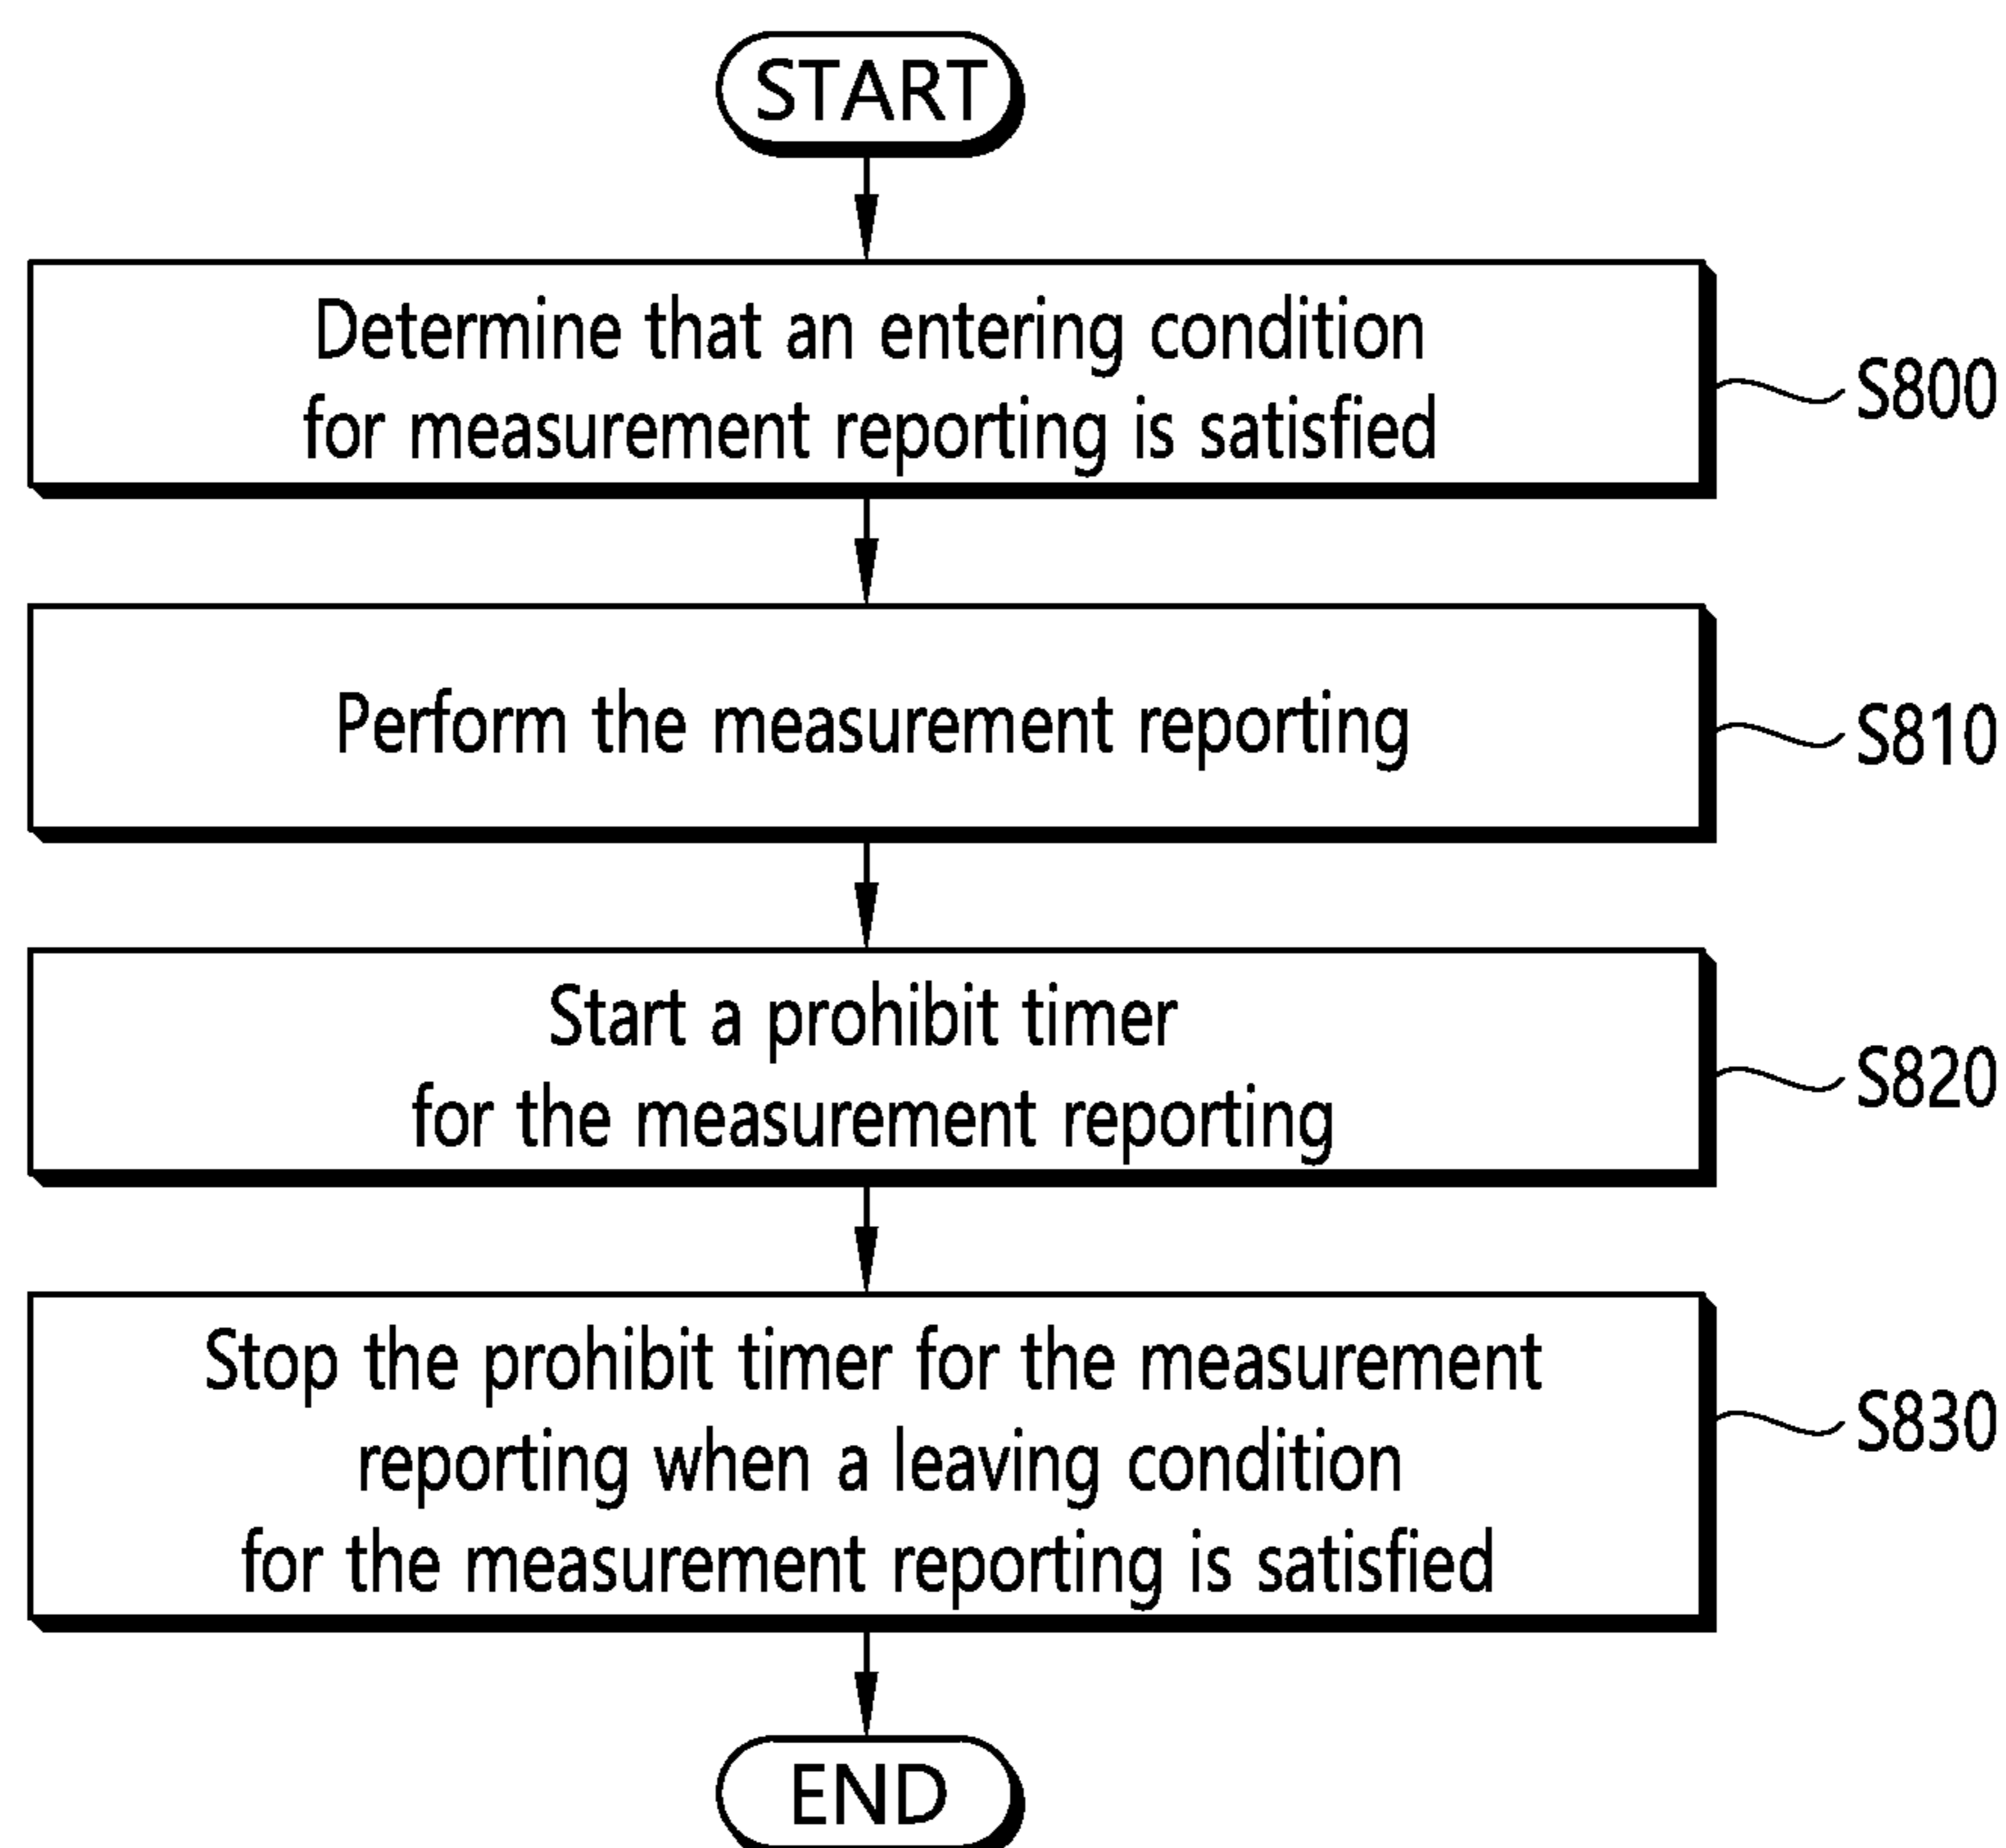 START
Determine that an entering condition
for measurement reporting is satisfied
S800
Perform the measurement reporting
S810
Start a prohibit timer
for the measurement reporting
S820
Stop the prohibit timer for the measurement
reporting when a leaving condition
for the measurement reporting is satisfied
S830
END